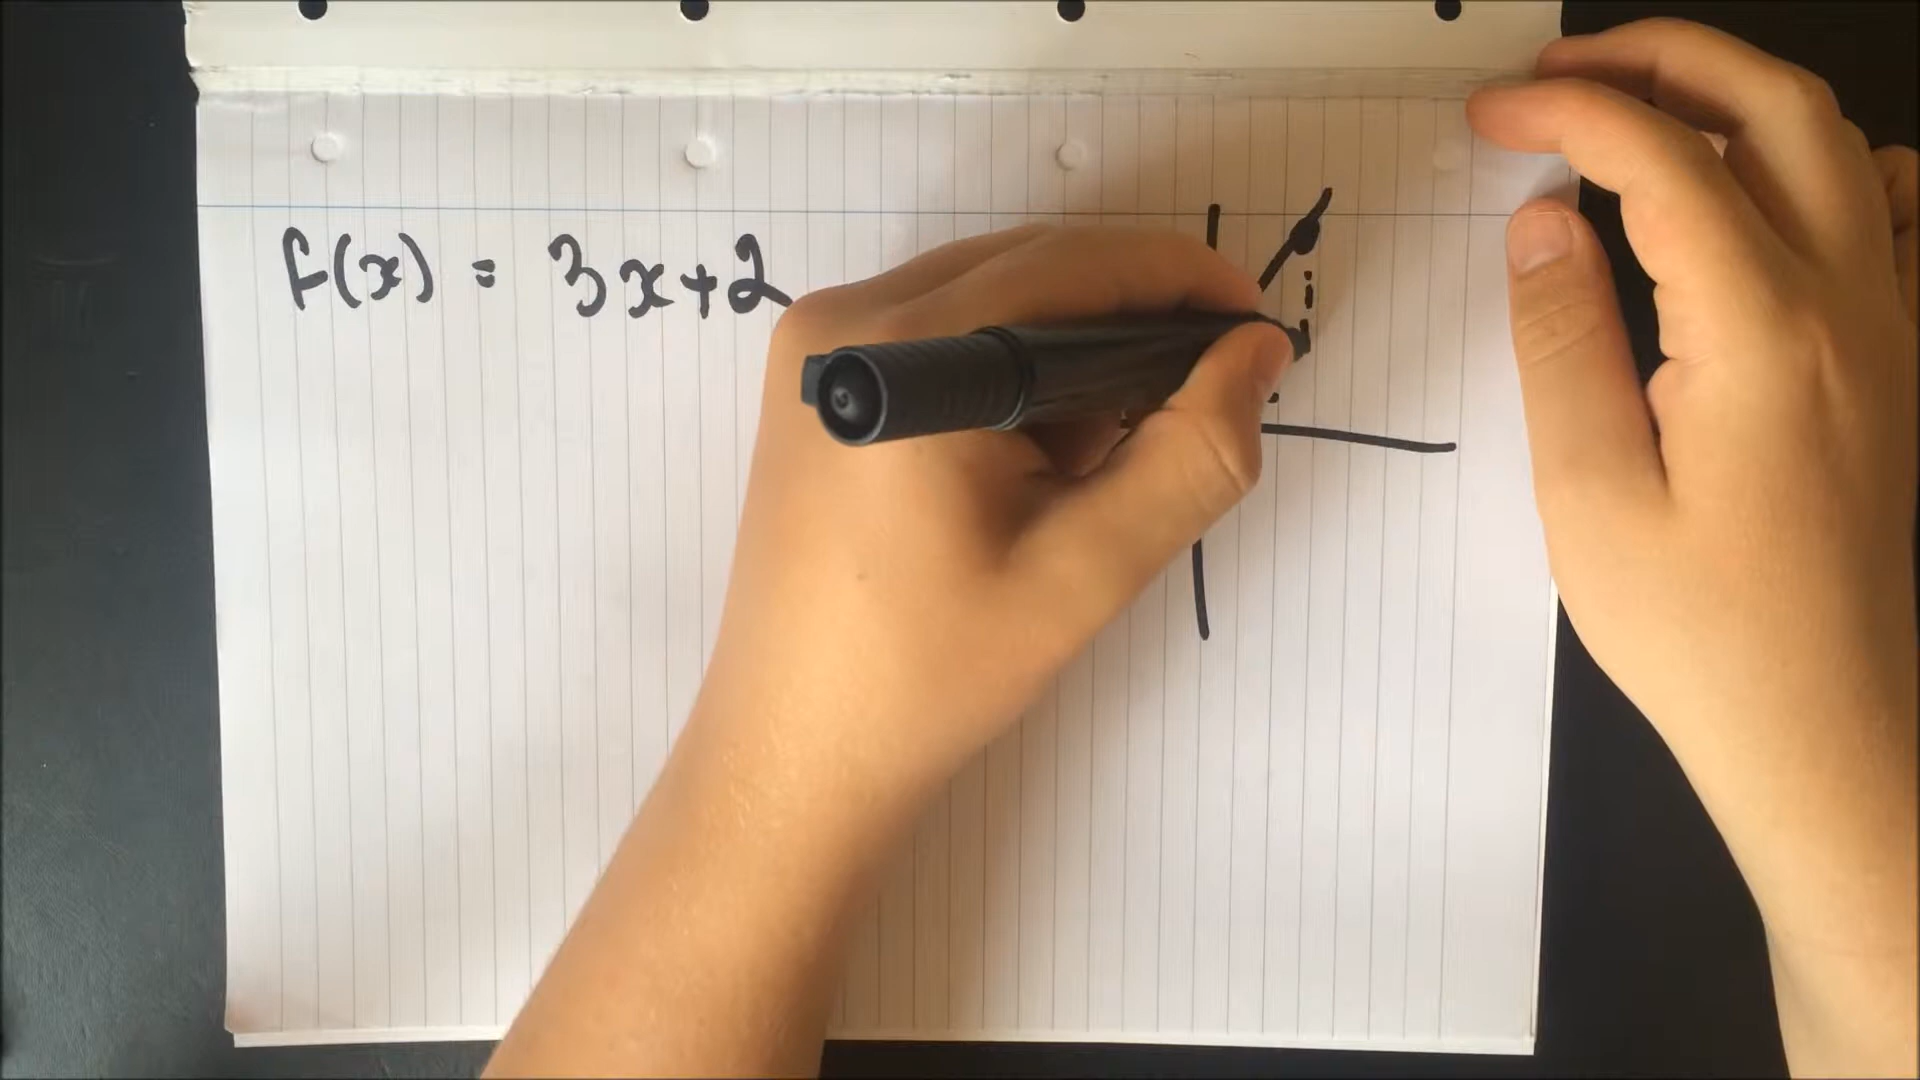 f(x) = 3x+2